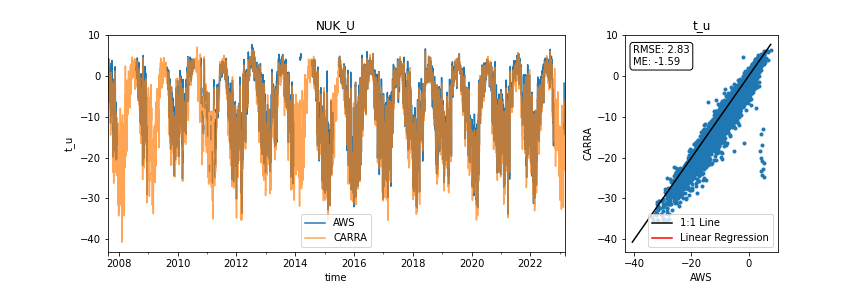 NUK_U
t_u
10
0
−10
−20
−30
−40
t_u
2008
2010
2012
2014
2016
2018
2020
2022
time
AWS
CARRA
10
0
−10
−20
−30
−40
CARRA
RMSE: 2.83
ME: -1.59
1:1 Line
Linear Regression
−40
−20
0
AWS